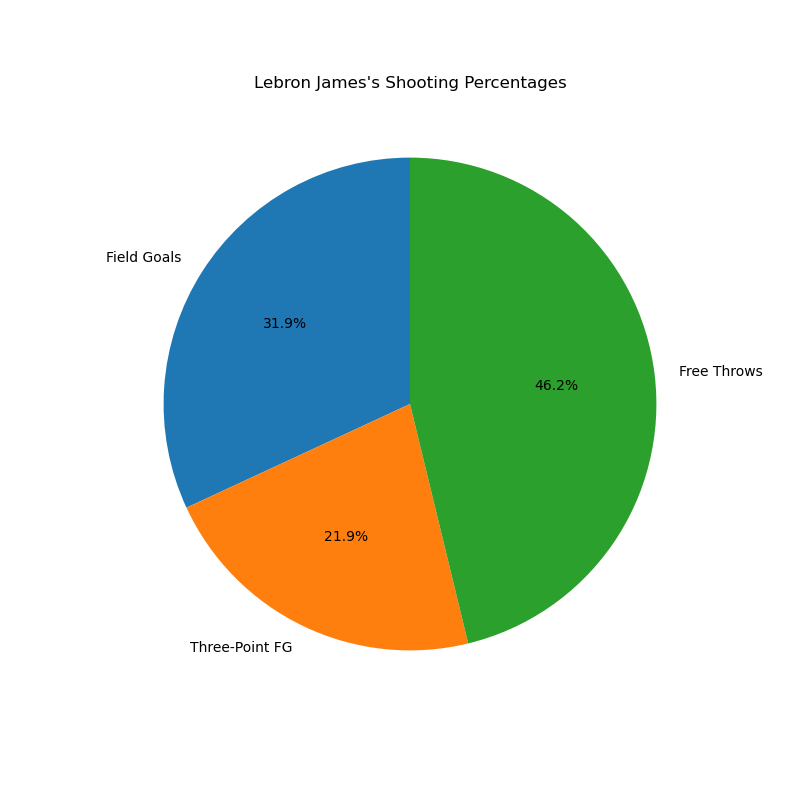 Lebron James's Shooting Percentages
Field Goals
31.9%
46.2%
Free Throws
21.9%
Three-Point FG